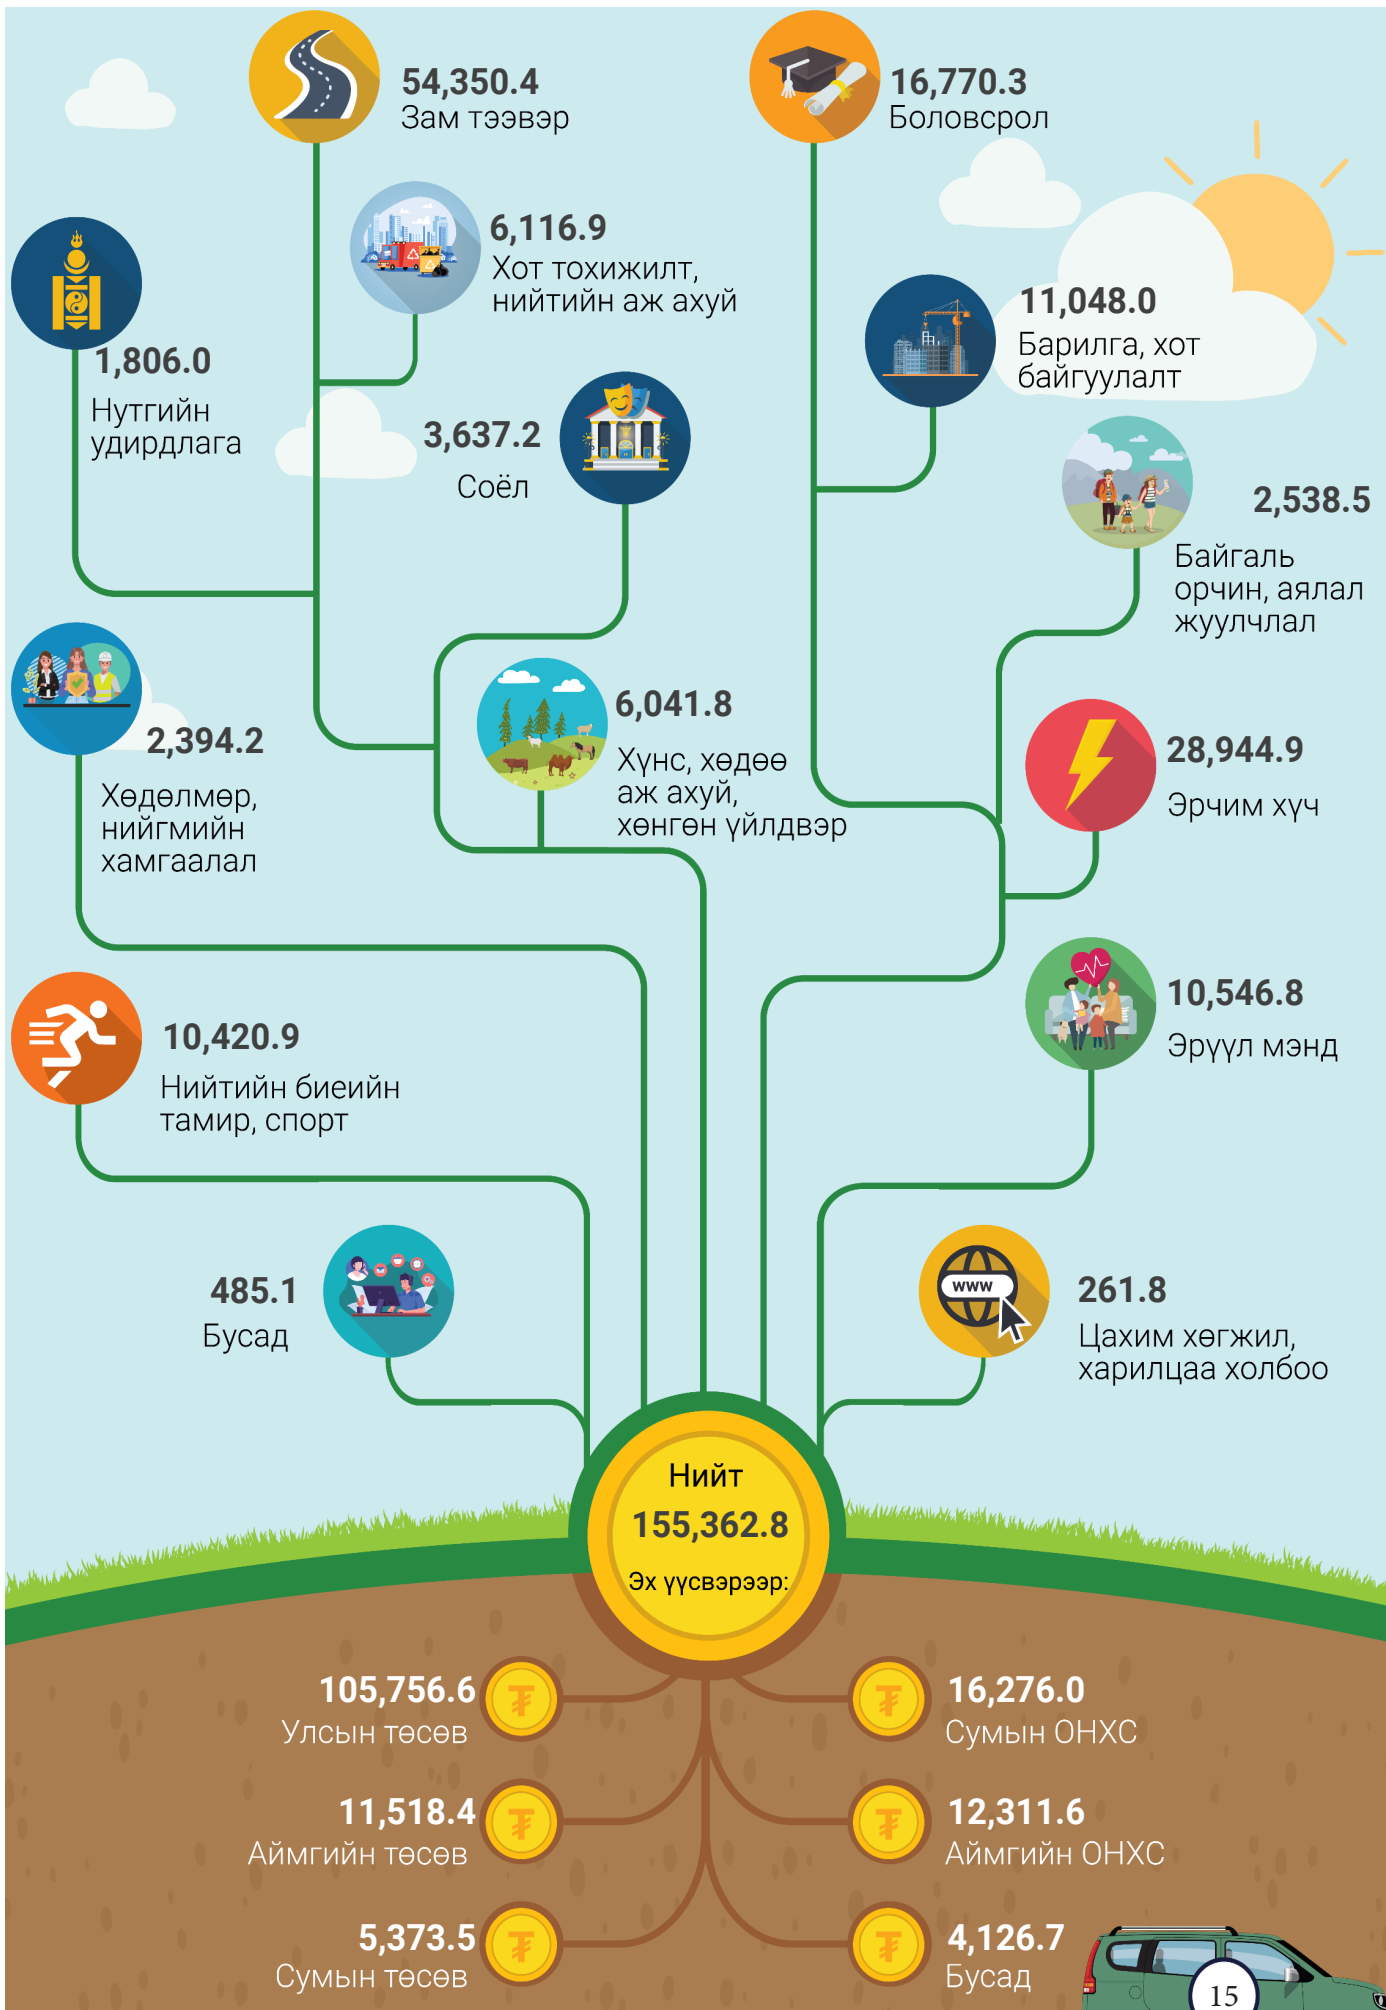 54,350.4
Зам тээвэр
16,770.3
Боловсрол
6,116.9
Хот тохижилт,
нийтийн аж ахуй
1,806.0
Нутгийн
удирдлага
11,048.0
Барилга, хот
байгуулалт
3,637.2
Соёл
2,538.5
Байгаль
орчин, аялал
жуулчлал
2,394.2
Хөдөлмөр,
нийгмийн
хамгаалал
6,041.8
Хүнс, хөдөө
аж ахуй,
хөнгөн үйлдвэр
28,944.9
Эрчим хүч
10,420.9
Нийтийн биеийн
тамир, спорт
10,546.8
Эрүүл мэнд
485.1
Бусад
www
261.8
Цахим хөгжил,
харилцаа холбоо
Нийт
155,362.8
Эх үүсвэрээр:
105,756.6
Улсын төсөв
16,276.0
Сумын ОНХС
11,518.4
Аймгийн төсөв
12,311.6
Аймгийн ОНХС
5,373.5
Сумын төсөв
4,126.7
Бусад
15